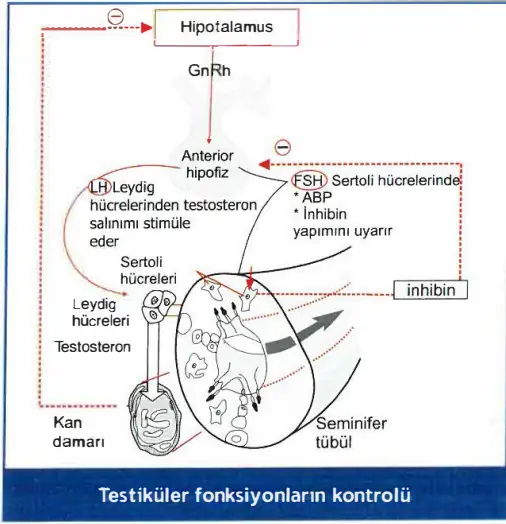 Hipotalamus
GnRh
Anterior
hipofiz
LH Leydig
hücrelerinden testosteron
salınımı stimüle
eder
FSH Sertoli hücrelerinde
* ABP
* İnhibin
yapımını uyarır
Sertoli
hücreleri
inhibin
Leydig
hücreleri
Testosteron
Kan
damarı
Seminifer
tübül
Testiküler fonksiyonların kontrolü